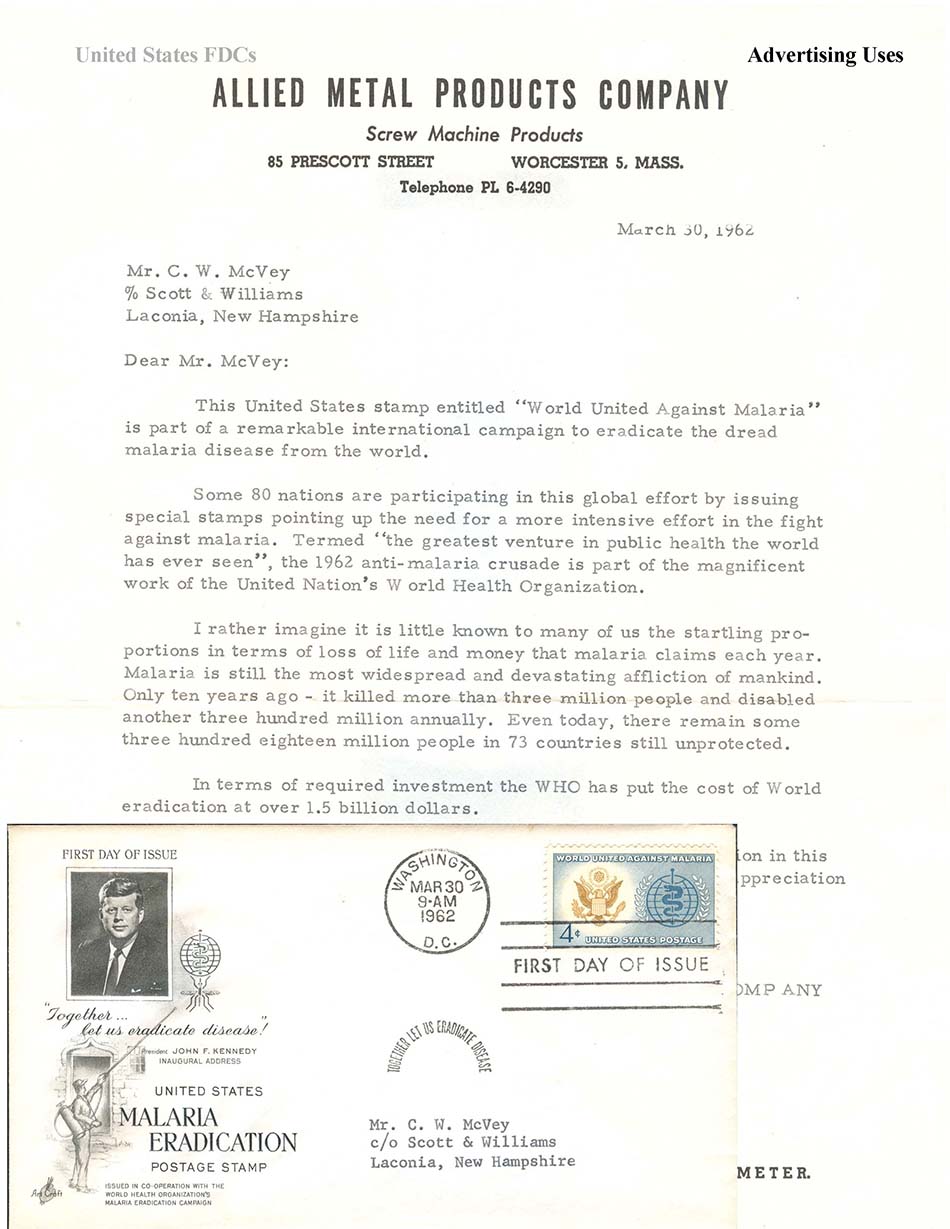 United States FDCs
Advertising Uses
ALLIED METAL PRODUCTS COMPANY
Screw Machine Products
85 PRESCOTT STREET WORCESTER 5, MASS.
Telephone PL 6-4290
March 30, 1962
Mr. C. W. McVey
% Scott & Williams
Laconia, New Hampshire
Dear Mr. McVey:
This United States stamp entitled “World United Against Malaria”
is part of a remarkable international campaign to eradicate the dread
malaria disease from the world.
Some 80 nations are participating in this global effort by issuing
special stamps pointing up the need for a more intensive effort in the fight
against malaria. Termed “the greatest venture in public health the world
has ever seen”, the 1962 anti-malaria crusade is part of the magnificent
work of the United Nation's W orld Health Organization.
I rather imagine it is little known to many of us the startling pro-
portions in terms of loss of life and money that malaria claims each year.
Malaria is still the most widespread and devastating affliction of mankind.
Only ten years ago - it killed more than three million people and disabled
another three hundred million annually. Even today, there remain some
three hundred eighteen million people in 73 countries still unprotected.
In terms of required investment the WHO has put the cost of World
eradication at over 1.5 billion dollars.
ion in this
ppreciation
OMP ANY
METER.
FIRST DAY OF ISSUE
"Together ...
let us eradicate disease!"
President JOHN F. KENNEDY
INAUGURAL ADDRESS
UNITED STATES
MALARIA
ERADICATION
POSTAGE STAMP
ISSUED IN CO-OPERATION WITH THE
WORLD HEALTH ORGANIZATION'S
MALARIA ERADICATION CAMPAIGN
Art Craft
WASHINGTON
MAR 30
9-AM
1962
D.C.
WORLD UNITED AGAINST MALARIA
4¢ UNITED STATES POSTAGE
FIRST DAY OF ISSUE
TOGETHER LET US ERADICATE DISEASE
Mr. C. W. McVey
c/o Scott & Williams
Laconia, New Hampshire